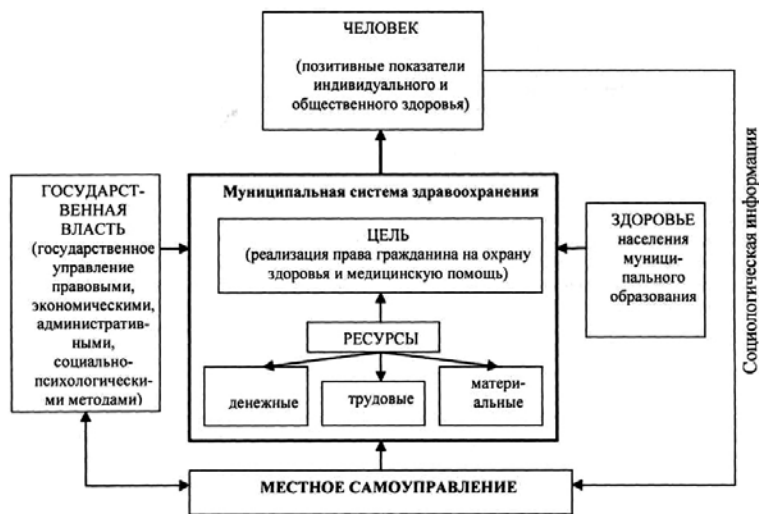 ЧЕЛОВЕК
(позитивные показатели
индивидуального и
общественного здоровья)
ГОСУДАРСТ-
ВЕННАЯ
ВЛАСТЬ
(государственное
управление
правовыми,
экономическими,
административ-
ными,
социально-
психологически-
ми методами)
Муниципальная система здравоохранения
ЦЕЛЬ
(реализация права гражданина на охрану
здоровья и медицинскую помощь)
РЕСУРСЫ
денежные
трудовые
матери-
альные
ЗДОРОВЬЕ
населения
муници-
пального
образования
Социологическая информация
МЕСТНОЕ САМОУПРАВЛЕНИЕ